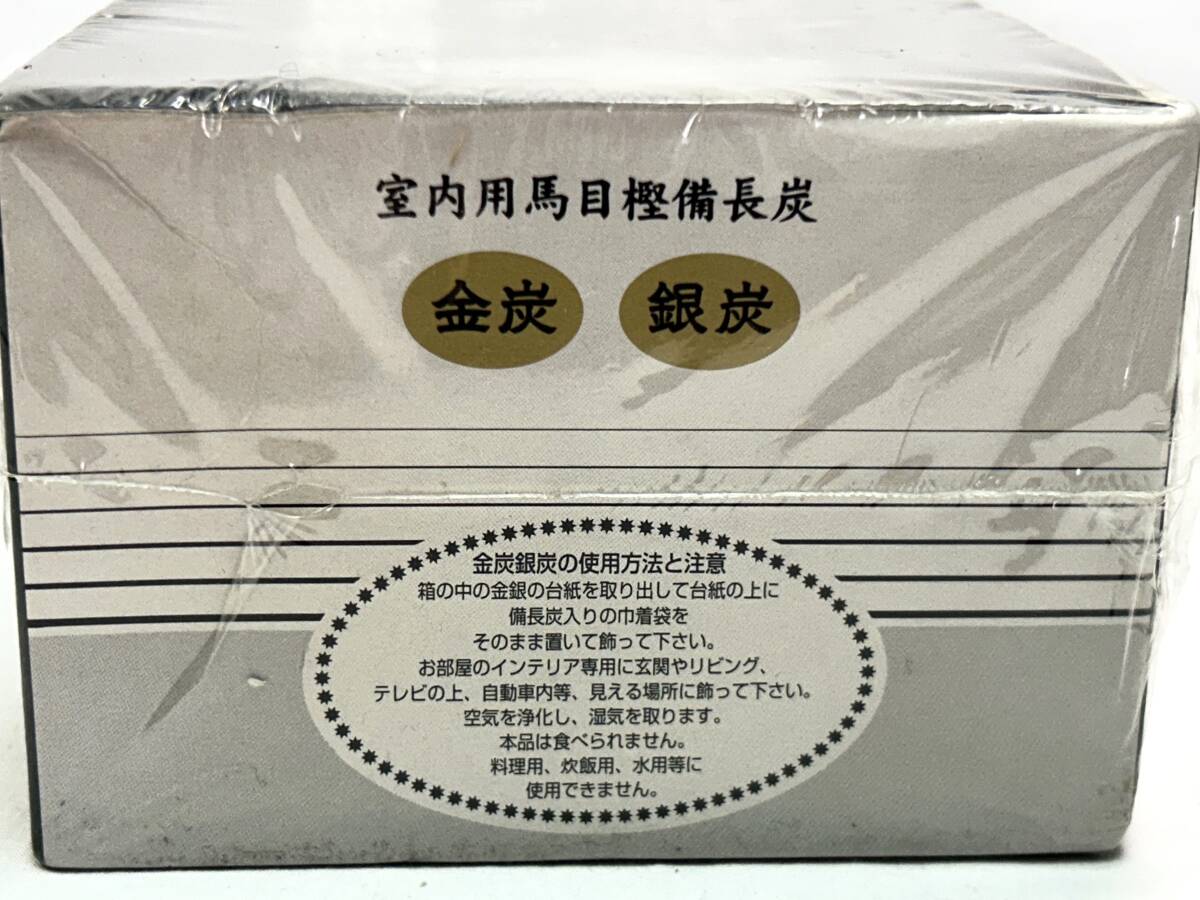 室内用馬目樫備長炭
金炭 銀炭
金炭銀炭の使用方法と注意
箱の中の金銀の台紙を取り出して台紙の上に
備長炭入りの巾着袋を
そのまま置いて飾って下さい。
お部屋のインテリア専用に玄関やリビング、
テレビの上、自動車内等、見える場所に飾って下さい。
空気を浄化し、湿気を取ります。
本品は食べられません。
料理用、炊飯用、水用等に
使用できません。